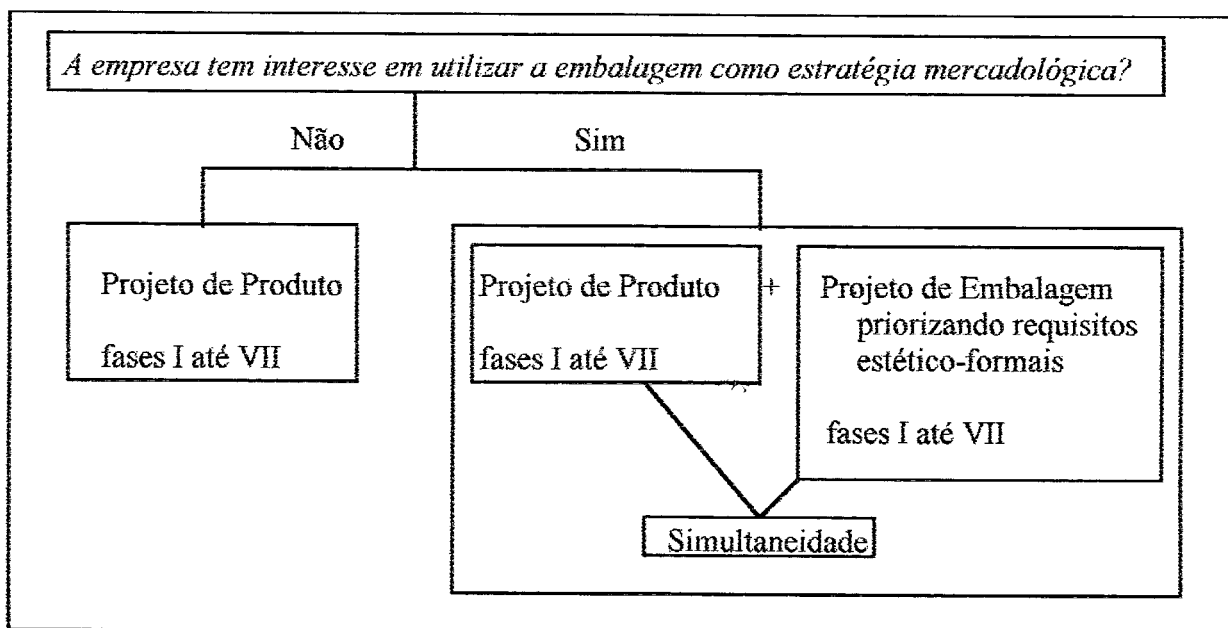 A empresa tem interesse em utilizar a embalagem como estratégia mercadológica?
Não
Sim
Projeto de Produto
fases I até VII
Projeto de Produto
fases I até VII
+
Projeto de Embalagem
priorizando requisitos
estético-formais
fases I até VII
Simultaneidade